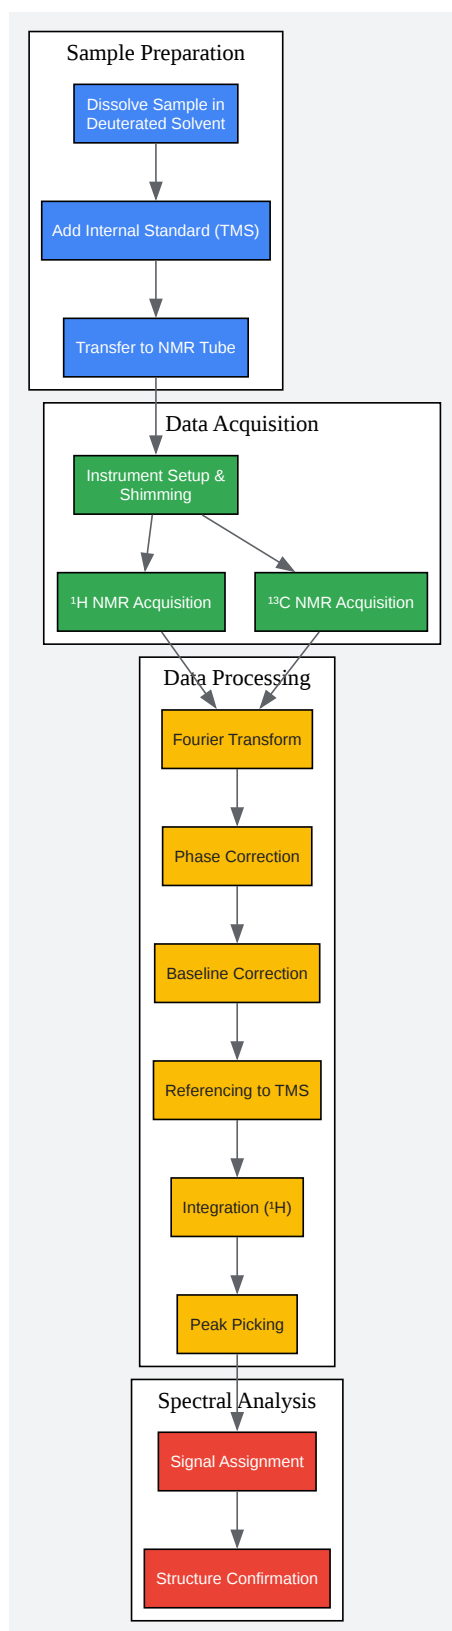 Sample Preparation
Dissolve Sample in
Deuterated Solvent
Add Internal Standard (TMS)
Transfer to NMR Tube
Data Acquisition
Instrument Setup &
Shimming
¹H NMR Acquisition
¹³C NMR Acquisition
Data Processing
Fourier Transform
Phase Correction
Baseline Correction
Referencing to TMS
Integration (¹H)
Peak Picking
Spectral Analysis
Signal Assignment
Structure Confirmation